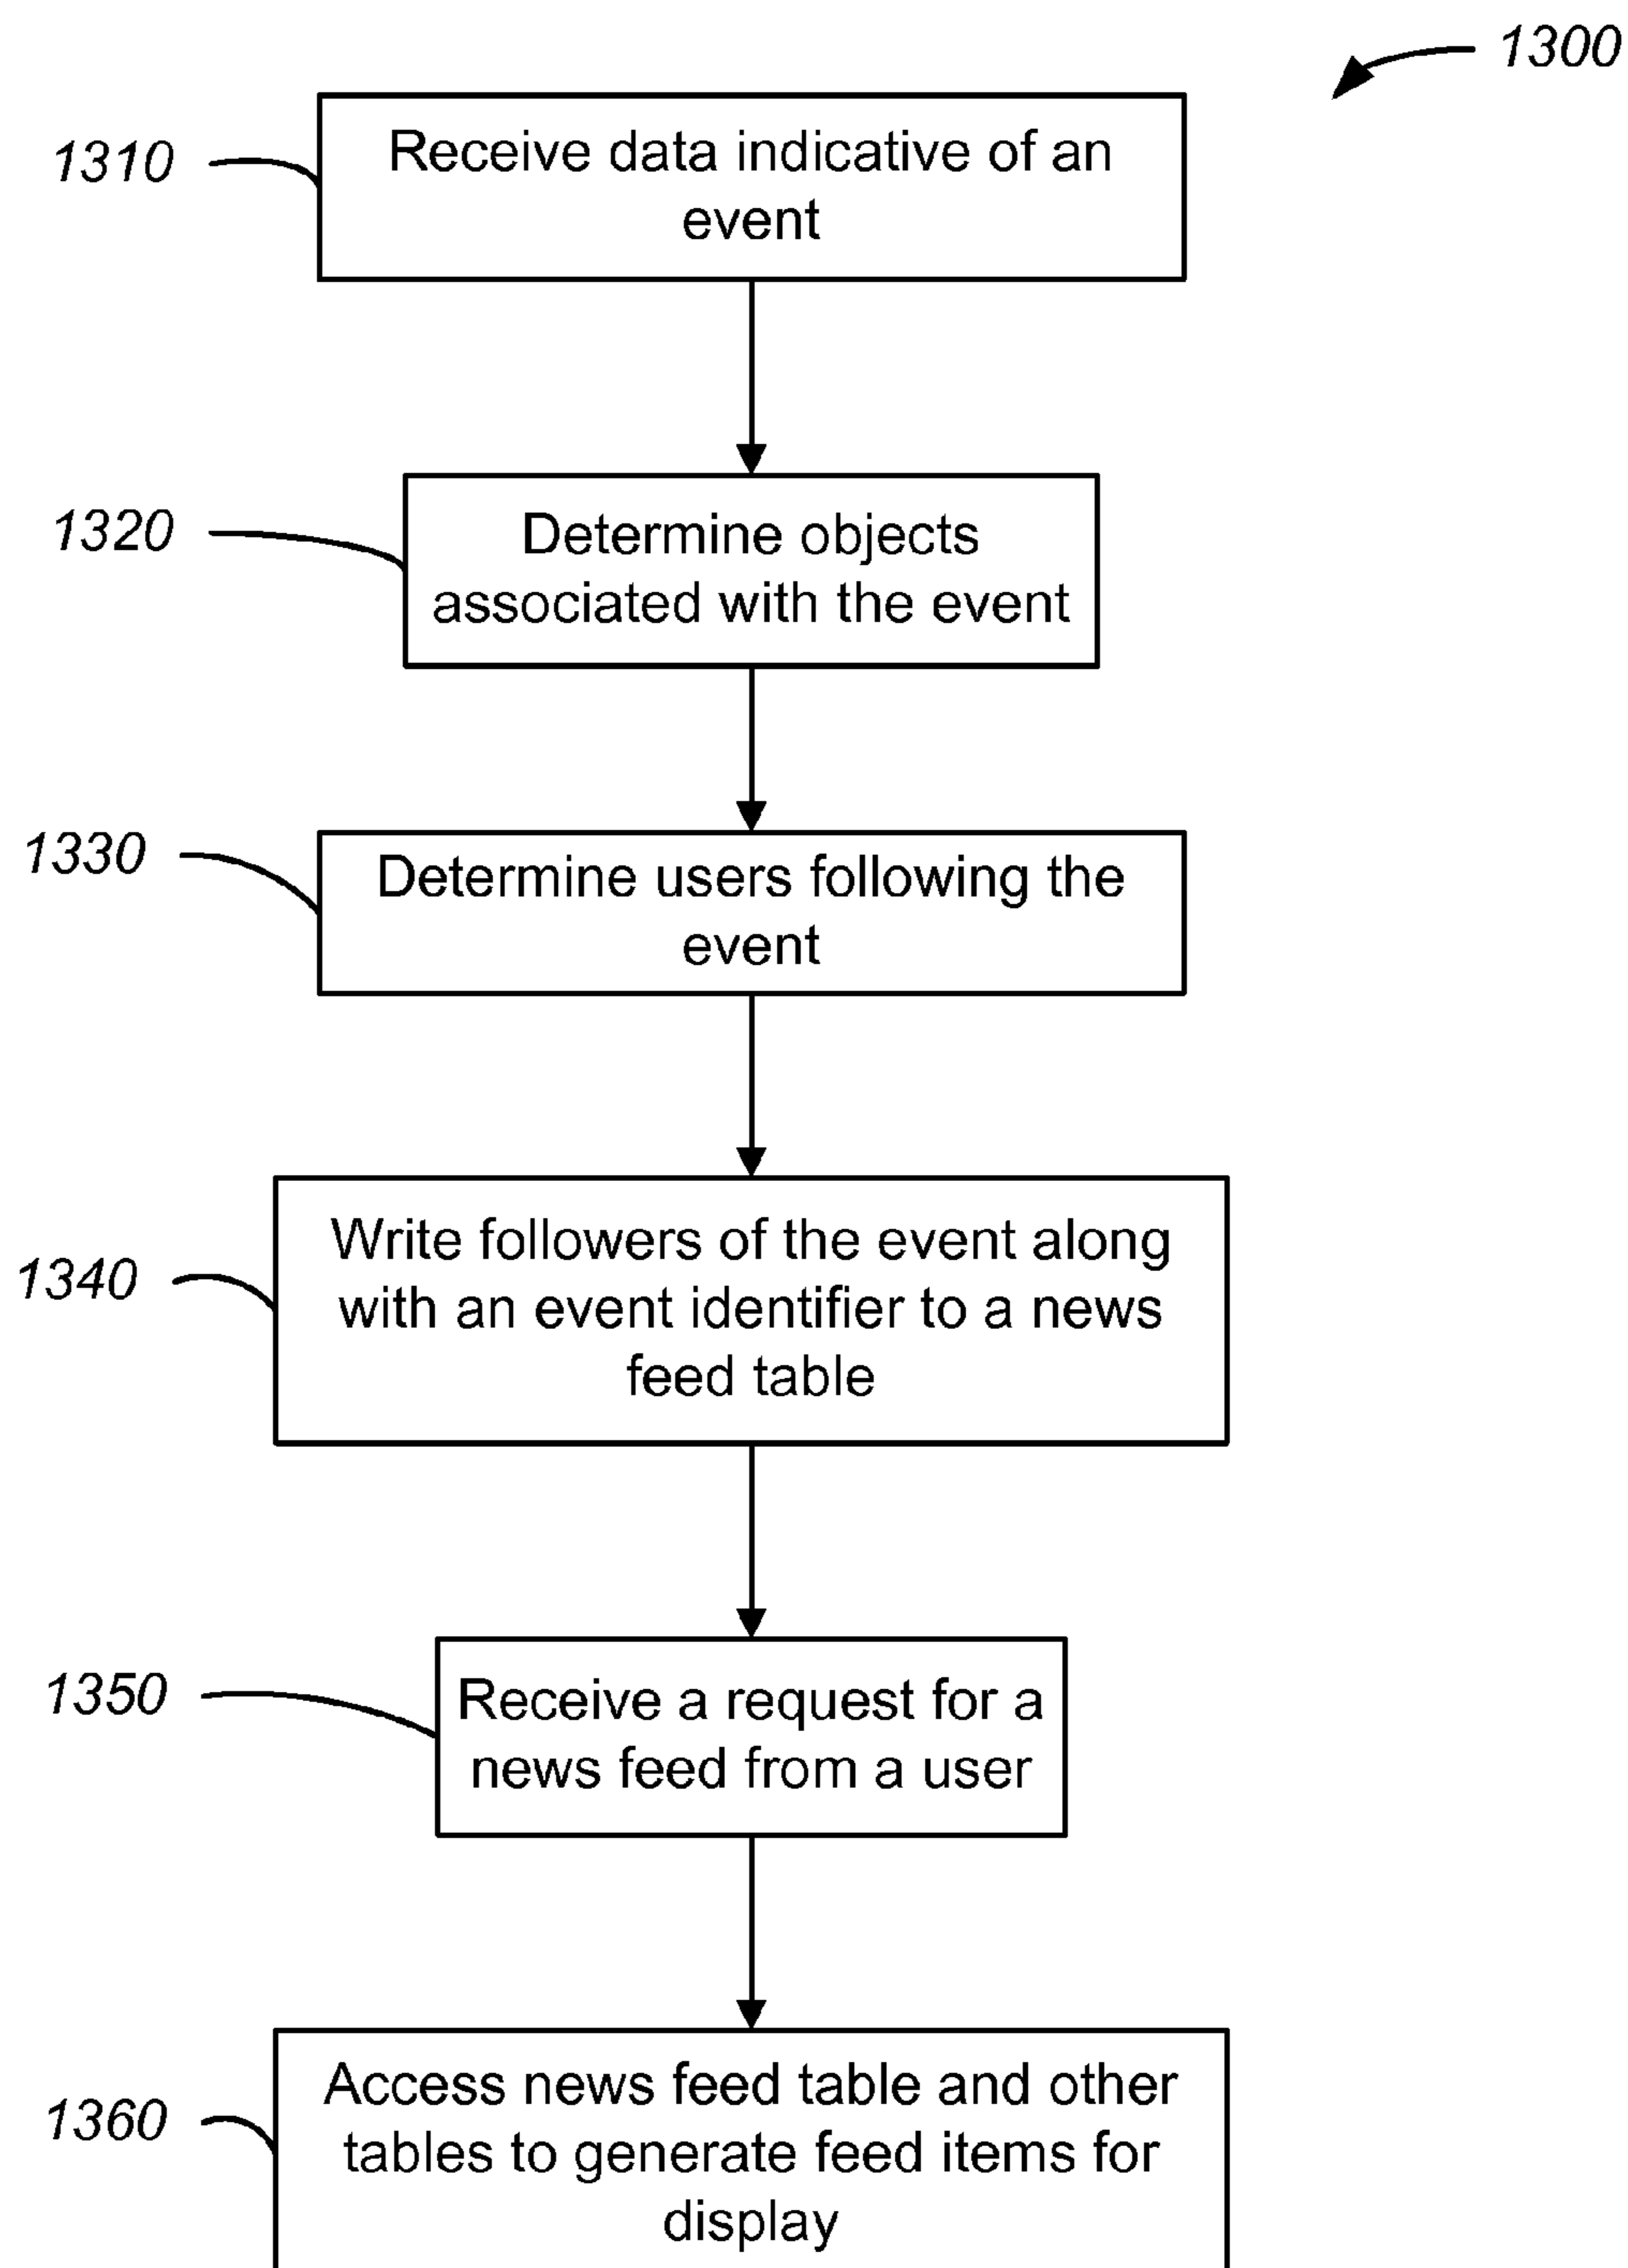 1300
1310
Receive data indicative of an
event
1320
Determine objects
associated with the event
1330
Determine users following the
event
1340
Write followers of the event along
with an event identifier to a news
feed table
1350
Receive a request for a
news feed from a user
1360
Access news feed table and other
tables to generate feed items for
display